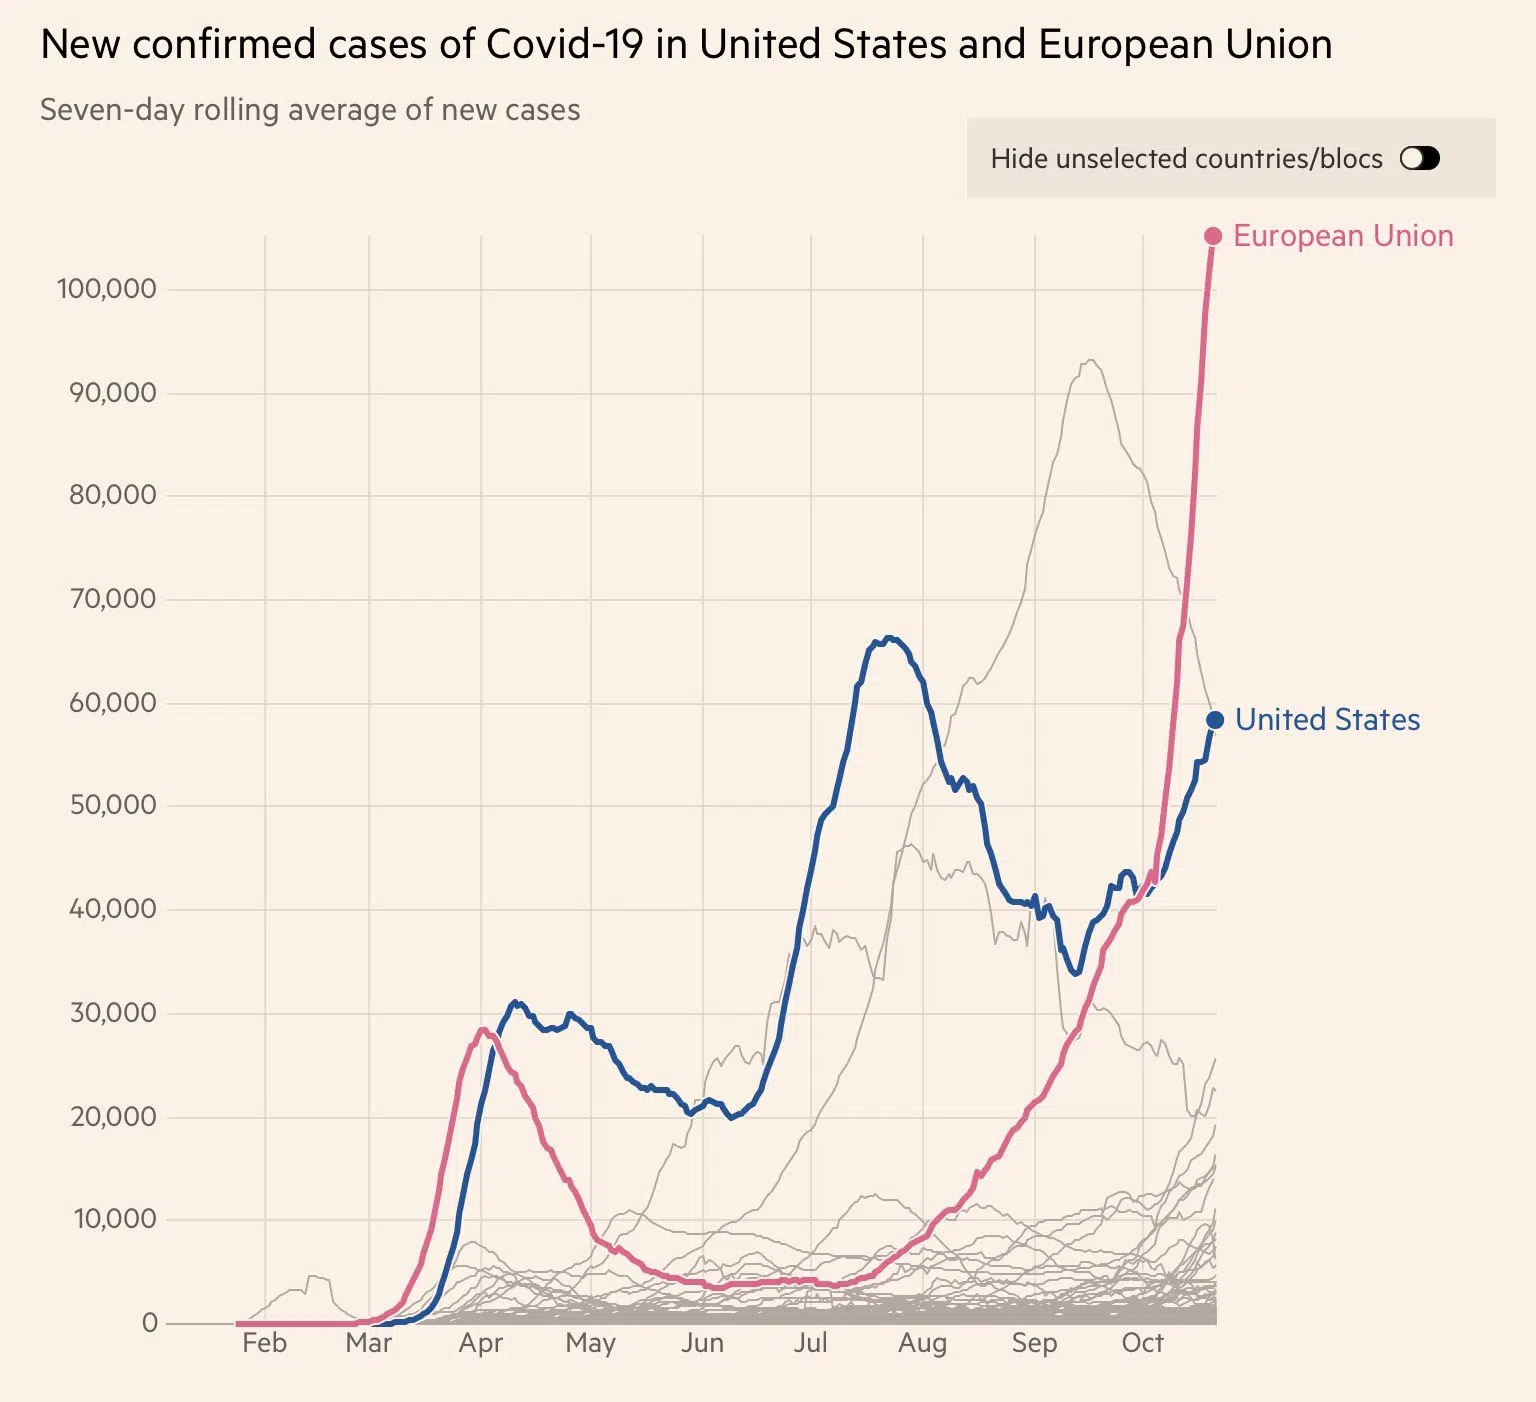 New confirmed cases of Covid-19 in United States and European Union
Seven-day rolling average of new cases
Hide unselected countries/blocs
European Union
100,000
90,000
80,000
70,000
60,000
United States
50,000
40,000
30,000
20,000
10,000
0
Feb Mar Apr May Jun Jul Aug Sep Oct